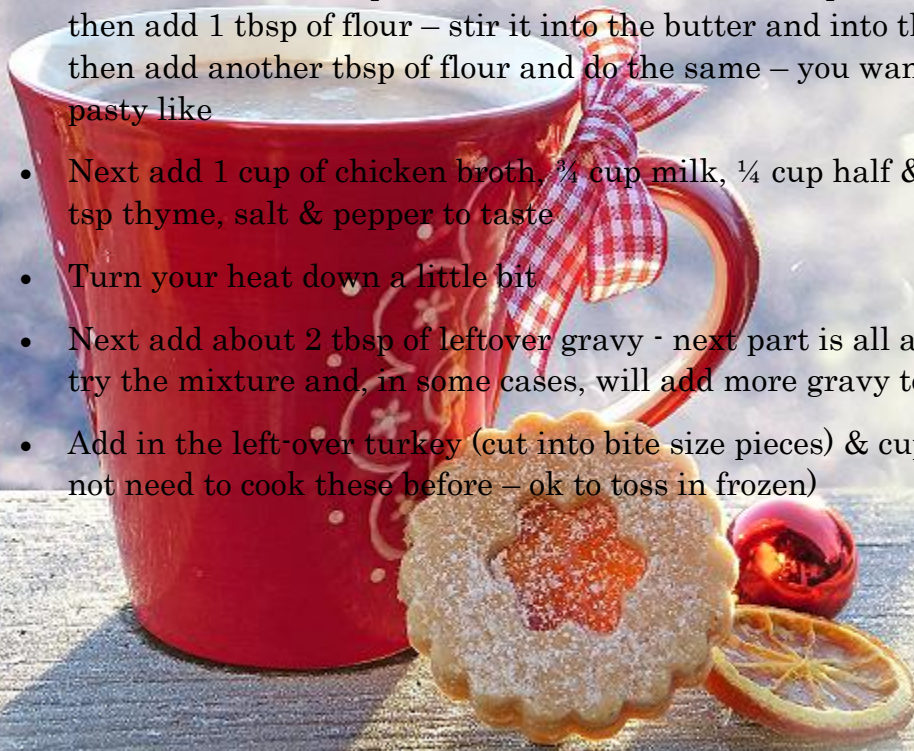 then add 1 tbsp of flour – stir it into the butter and into th
then add another tbsp of flour and do the same – you wan
pasty like
• Next add 1 cup of chicken broth, ¾ cup milk, ¼ cup half &
tsp thyme, salt & pepper to taste
• Turn your heat down a little bit
• Next add about 2 tbsp of leftover gravy - next part is all a
try the mixture and, in some cases, will add more gravy to
• Add in the left-over turkey (cut into bite size pieces) & cup
not need to cook these before – ok to toss in frozen)